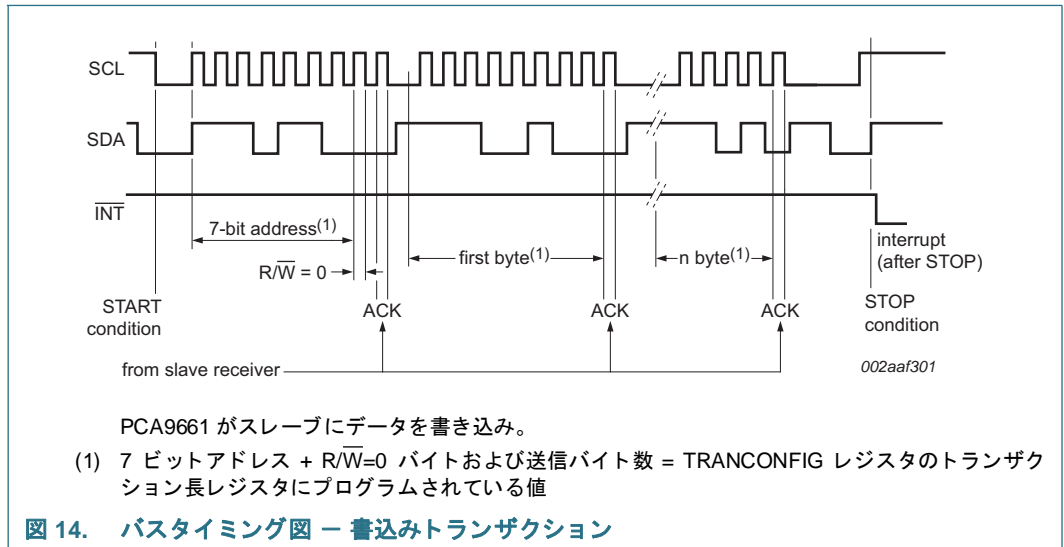 SCL
SDA
INT
7-bit address(1)
R/W = 0
first byte(1)
n byte(1)
interrupt
(after STOP)
START
condition
ACK
ACK
ACK
STOP
condition
from slave receiver
002aaf301
PCA9661 がスレーブにデータを書き込み。
(1) 7 ビットアドレス + R/W=0 バイトおよび送信バイト数 = TRANCONFIG レジスタのトランザク
ション長レジスタにプログラムされている値
図 14. バスタイミング図 － 書込みトランザクション